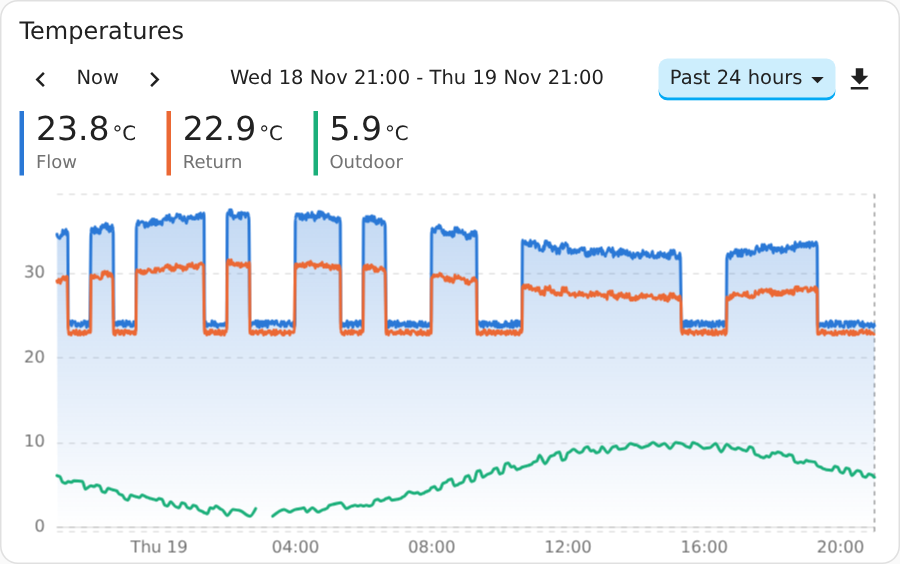 Temperatures
Now
Wed 18 Nov 21:00 - Thu 19 Nov 21:00
Past 24 hours
23.8 °C
Flow
22.9 °C
Return
5.9 °C
Outdoor
30
20
10
0
Thu 19
04:00
08:00
12:00
16:00
20:00